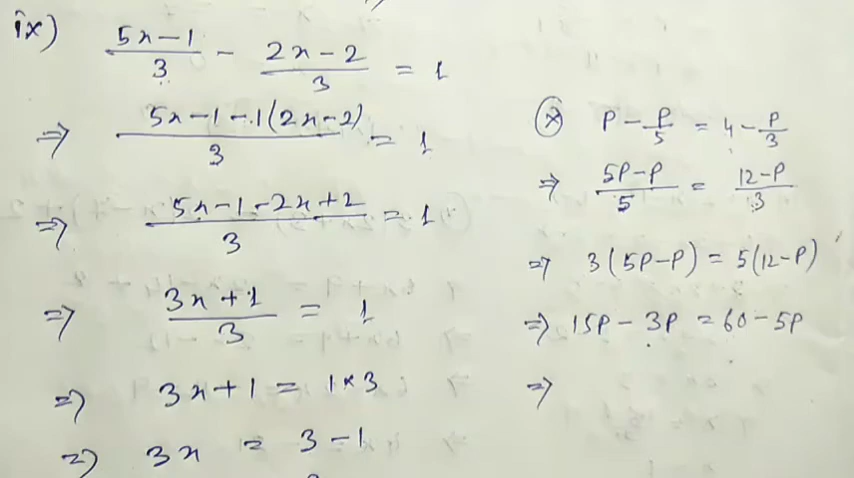 ix) (5x-1)/3 - (2x-2)/3 = 1
⇒ (5x-1-1(2x-2))/3 = 1
⇒ (5x-1-2x+2)/3 = 1
⇒ (3x+1)/3 = 1
⇒ 3x+1 = 1×3
⇒ 3x = 3-1
(x) P - P/5 = 4 - P/3
⇒ (5P-P)/5 = (12-P)/3
⇒ 3(5P-P) = 5(12-P)
⇒ 15P - 3P = 60 - 5P
⇒